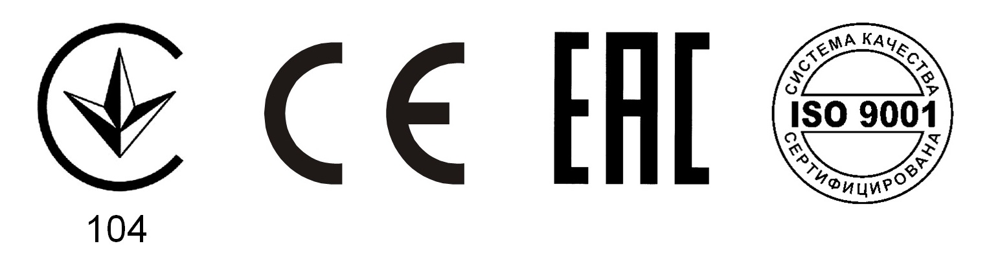 104
CE
EAC
СИСТЕМА КАЧЕСТВА
ISO 9001
СЕРТИФИЦИРОВАНА